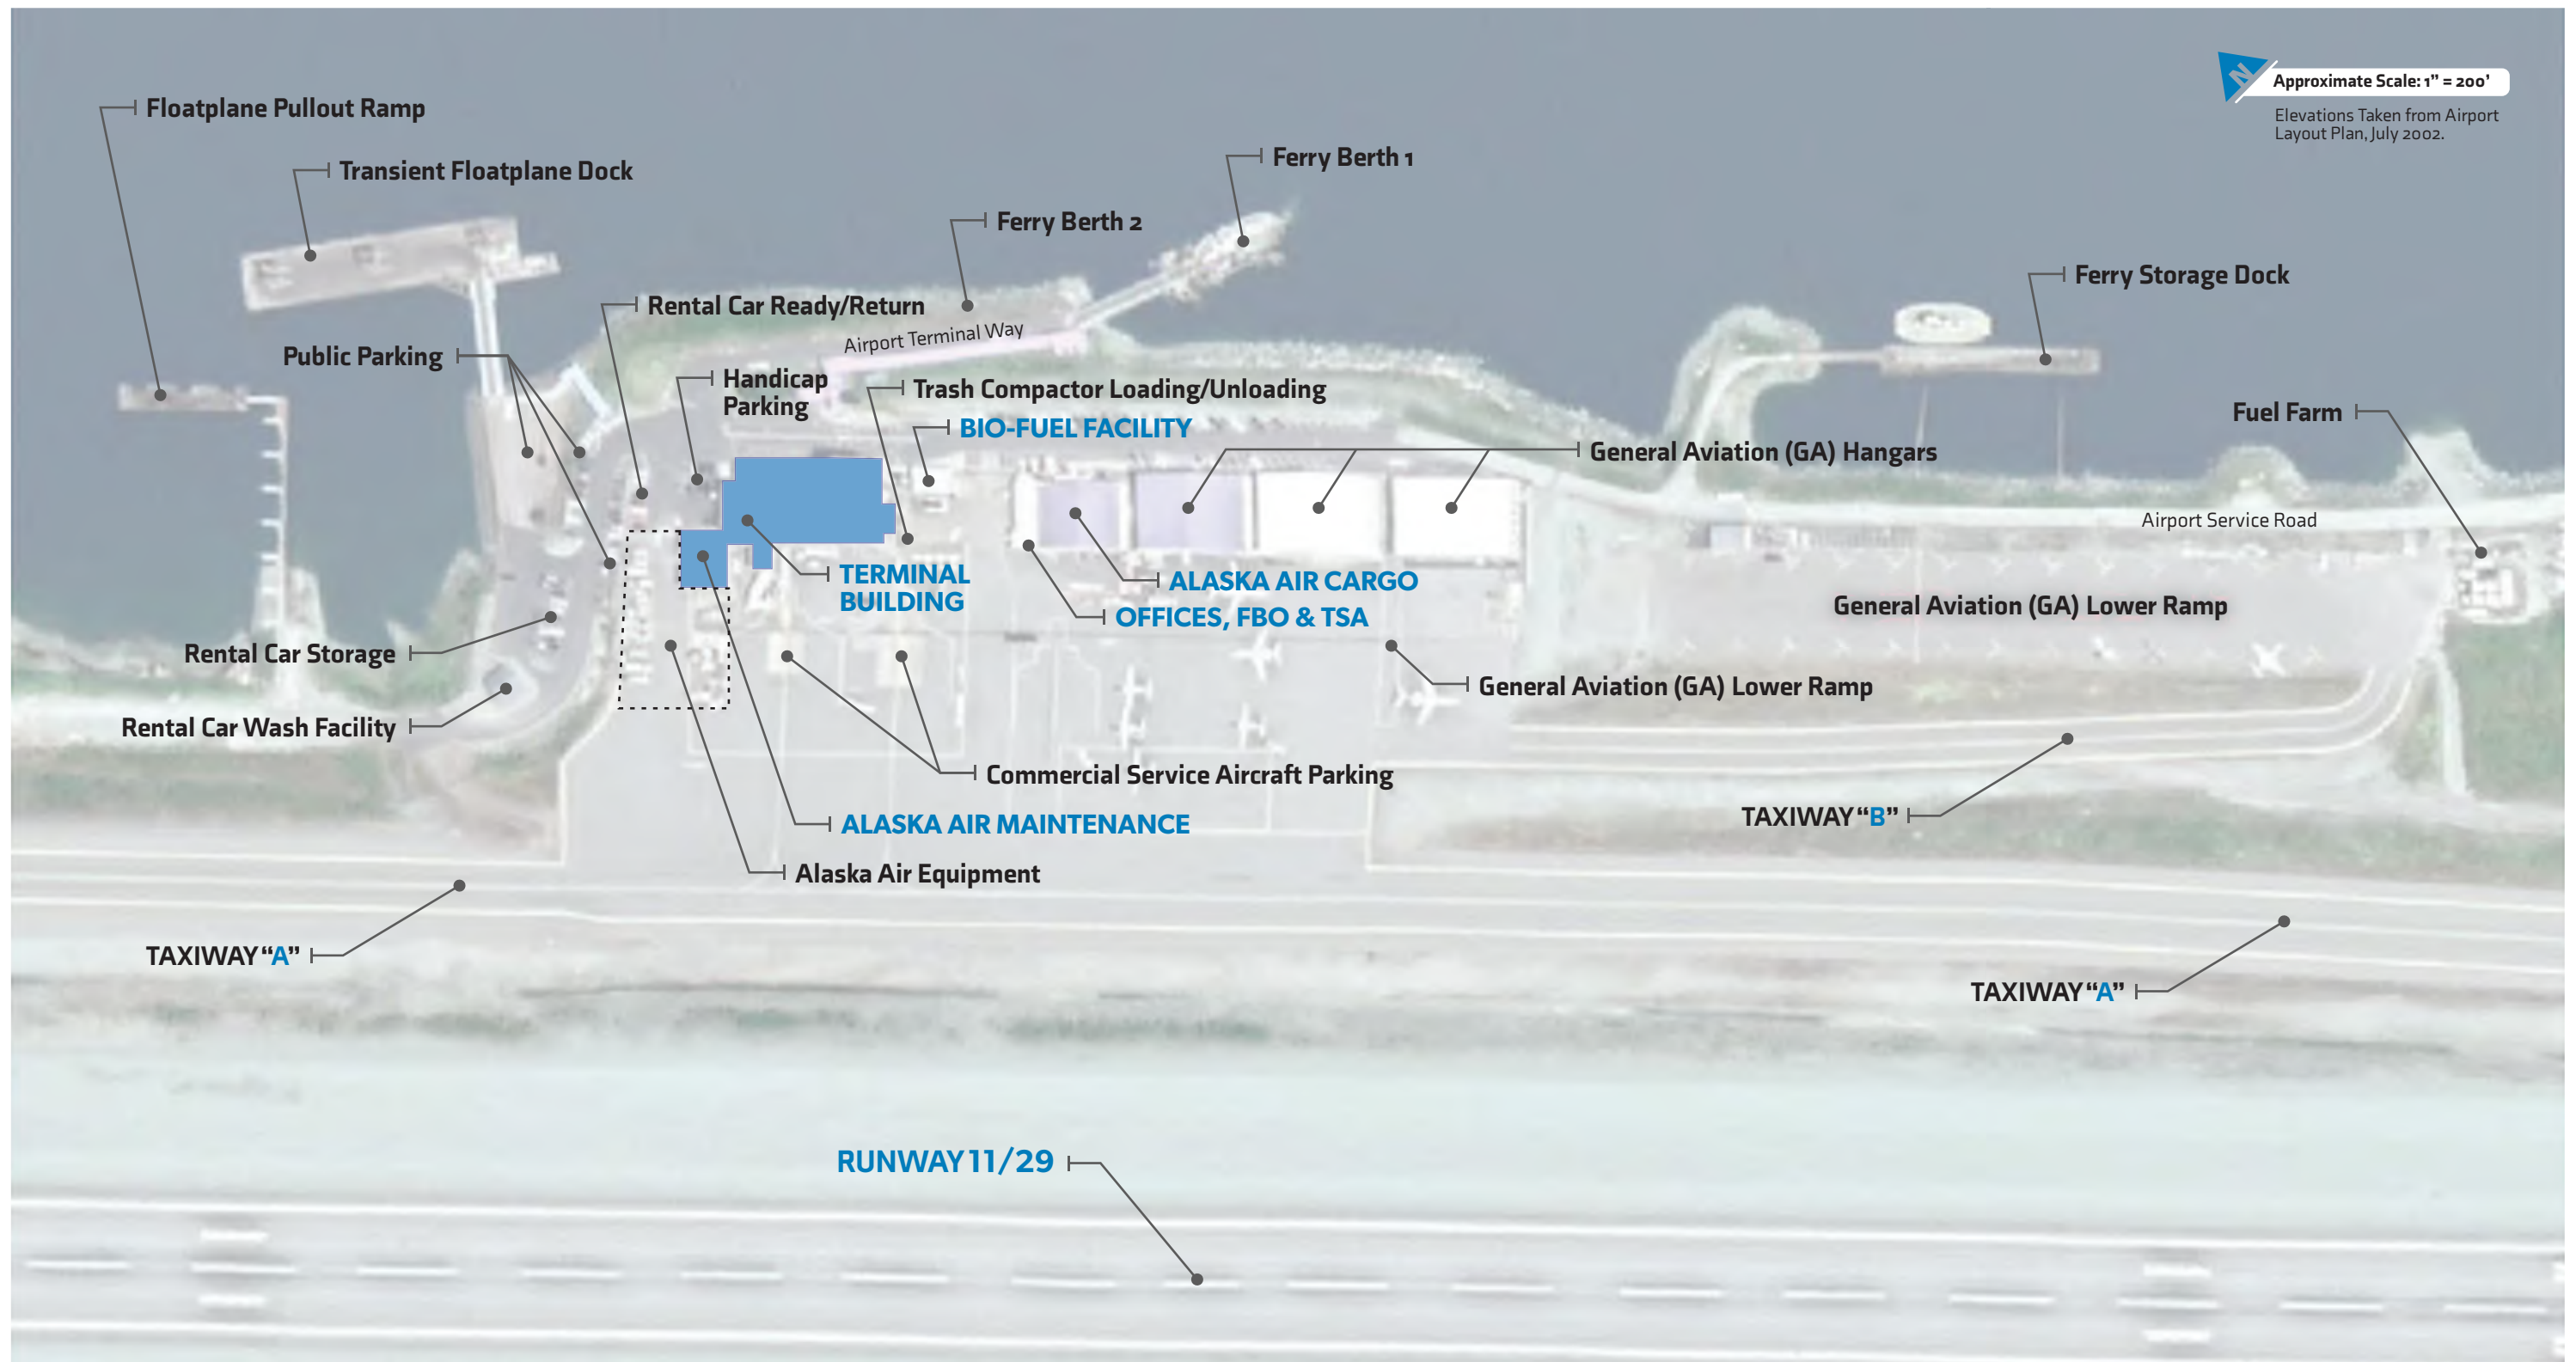 N
Approximate Scale: 1” = 200’
Elevations Taken from Airport
Layout Plan, July 2002.
Floatplane Pullout Ramp
Transient Floatplane Dock
Ferry Berth 1
Ferry Berth 2
Ferry Storage Dock
Rental Car Ready/Return
Airport Terminal Way
Public Parking
Handicap
Parking
Trash Compactor Loading/Unloading
BIO-FUEL FACILITY
Fuel Farm
General Aviation (GA) Hangars
Airport Service Road
TERMINAL
BUILDING
ALASKA AIR CARGO
OFFICES, FBO & TSA
General Aviation (GA) Lower Ramp
Rental Car Storage
General Aviation (GA) Lower Ramp
Rental Car Wash Facility
Commercial Service Aircraft Parking
TAXIWAY “B”
ALASKA AIR MAINTENANCE
Alaska Air Equipment
TAXIWAY “A”
TAXIWAY “A”
RUNWAY 11/29